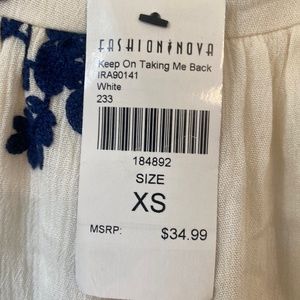 FASHION NOVA
Keep On Taking Me Back
IRA90141
White
233
184892
SIZE
XS
MSRP: $34.99